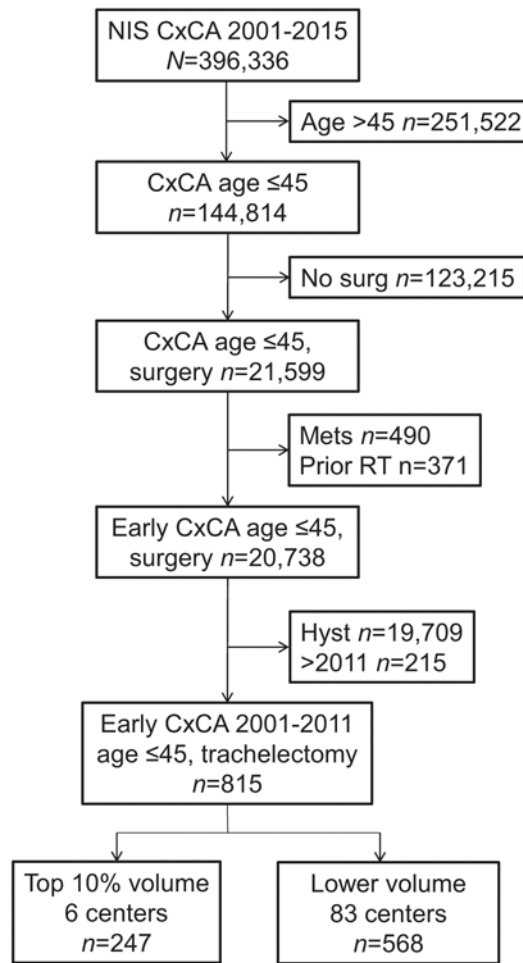 NIS CxCA 2001-2015
N=396,336
Age >45 n=251,522
CxCA age ≤45
n=144,814
No surg n=123,215
CxCA age ≤45,
surgery n=21,599
Mets n=490
Prior RT n=371
Early CxCA age ≤45,
surgery n=20,738
Hyst n=19,709
>2011 n=215
Early CxCA 2001-2011
age ≤45, trachelectomy
n=815
Top 10% volume
6 centers
n=247
Lower volume
83 centers
n=568